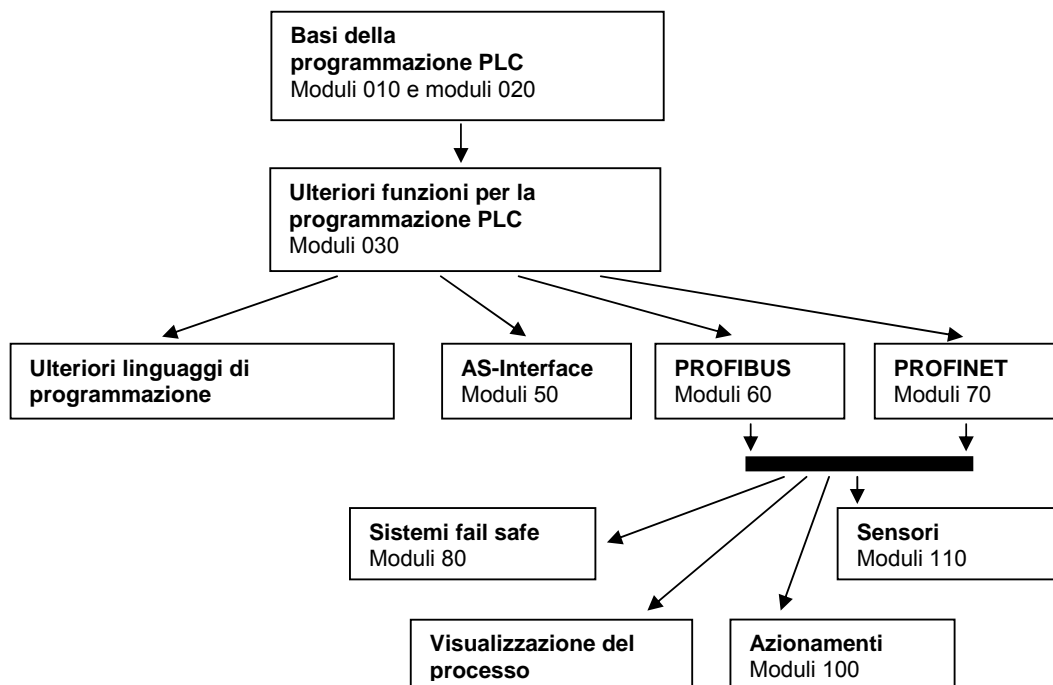 Basi della
programmazione PLC
Moduli 010 e moduli 020
Ulteriori funzioni per la
programmazione PLC
Moduli 030
Ulteriori linguaggi di
programmazione
AS-Interface
Moduli 50
PROFIBUS
Moduli 60
PROFINET
Moduli 70
Sistemi fail safe
Moduli 80
Sensori
Moduli 110
Visualizzazione del
processo
Azionamenti
Moduli 100